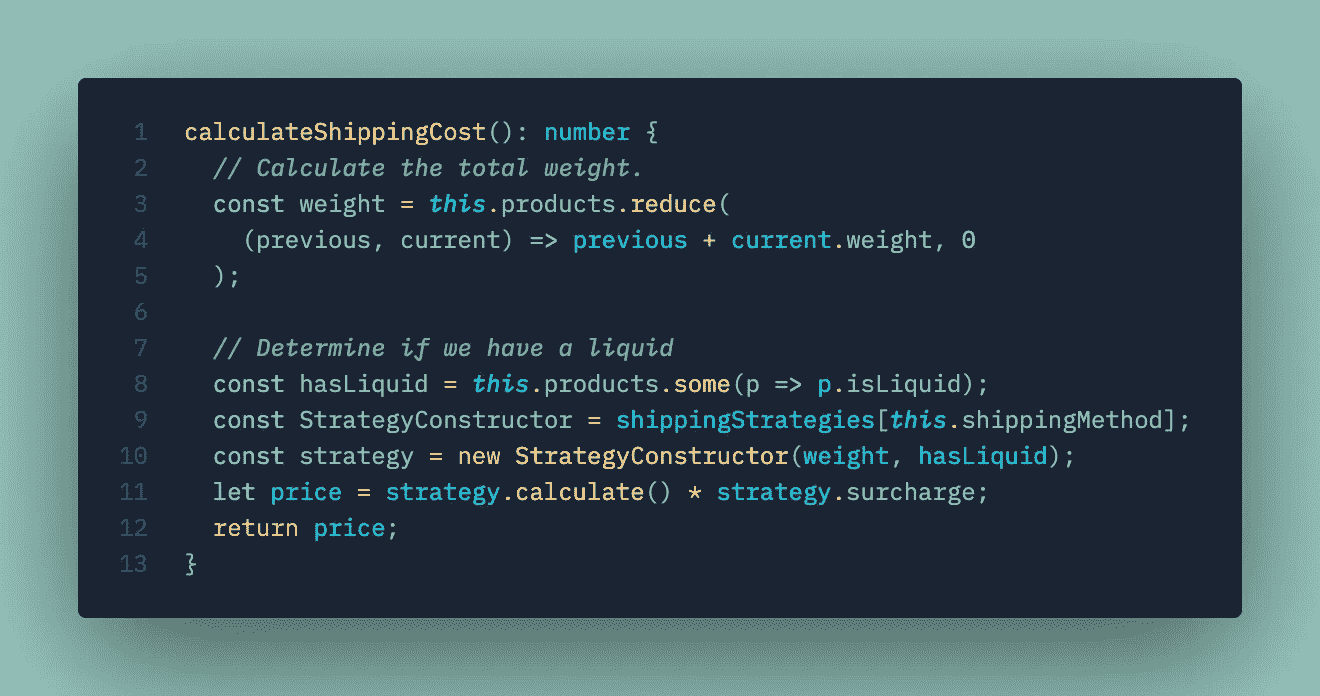 1 calculateShippingCost(): number {
2 // Calculate the total weight.
3 const weight = this.products.reduce(
4 (previous, current) => previous + current.weight, 0
5 );
6
7 // Determine if we have a liquid
8 const hasLiquid = this.products.some(p => p.isLiquid);
9 const StrategyConstructor = shippingStrategies[this.shippingMethod];
10 const strategy = new StrategyConstructor(weight, hasLiquid);
11 let price = strategy.calculate() * strategy.surcharge;
12 return price;
13 }